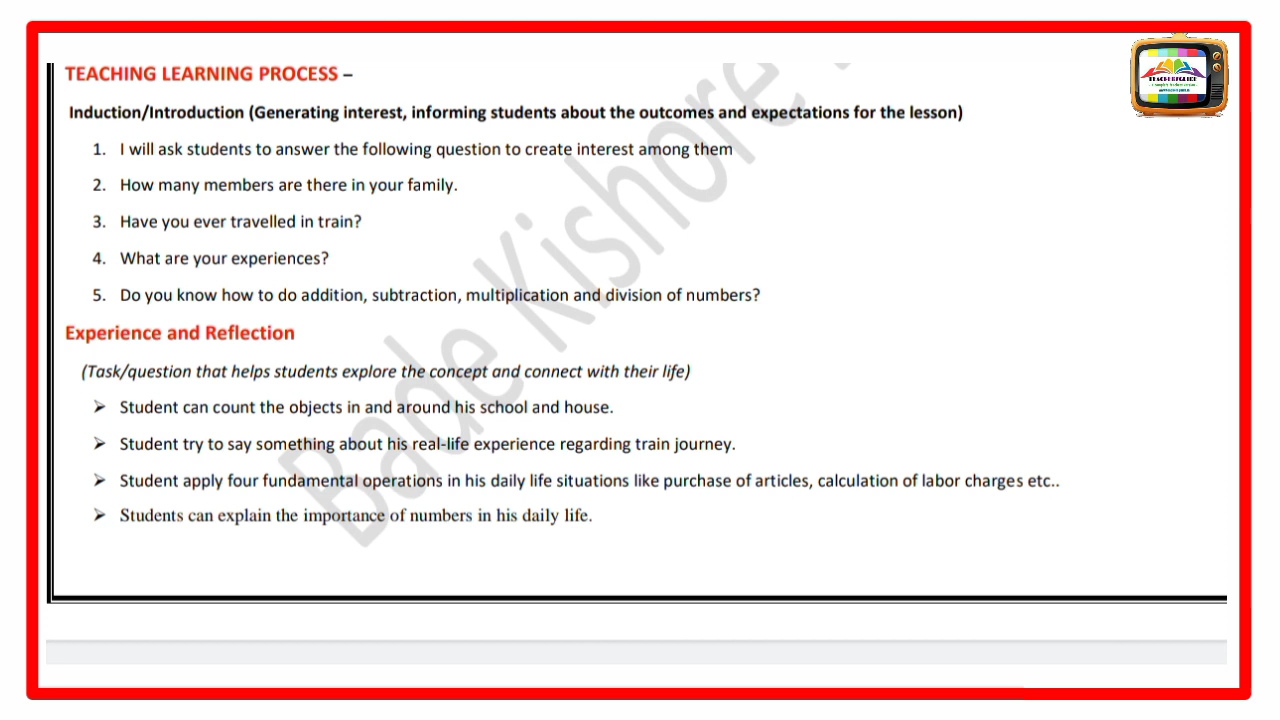 TEACHING LEARNING PROCESS –
Induction/Introduction (Generating interest, informing students about the outcomes and expectations for the lesson)
1. I will ask students to answer the following question to create interest among them
2. How many members are there in your family.
3. Have you ever travelled in train?
4. What are your experiences?
5. Do you know how to do addition, subtraction, multiplication and division of numbers?
Experience and Reflection
(Task/question that helps students explore the concept and connect with their life)
➢ Student can count the objects in and around his school and house.
➢ Student try to say something about his real-life experience regarding train journey.
➢ Student apply four fundamental operations in his daily life situations like purchase of articles, calculation of labor charges etc..
➢ Students can explain the importance of numbers in his daily life.
Bade Kishore